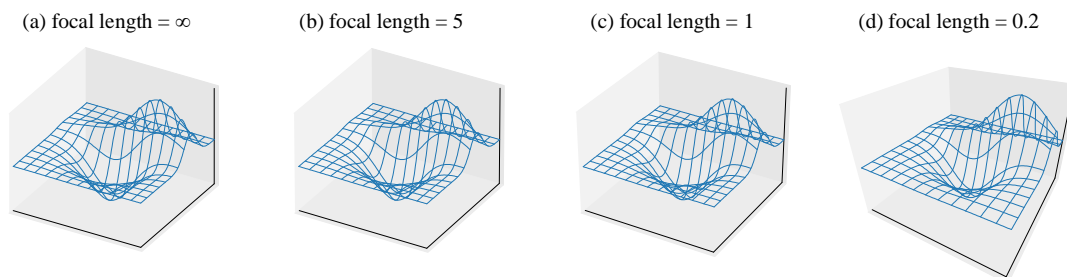 (a) focal length = ∞
(b) focal length = 5
(c) focal length = 1
(d) focal length = 0.2